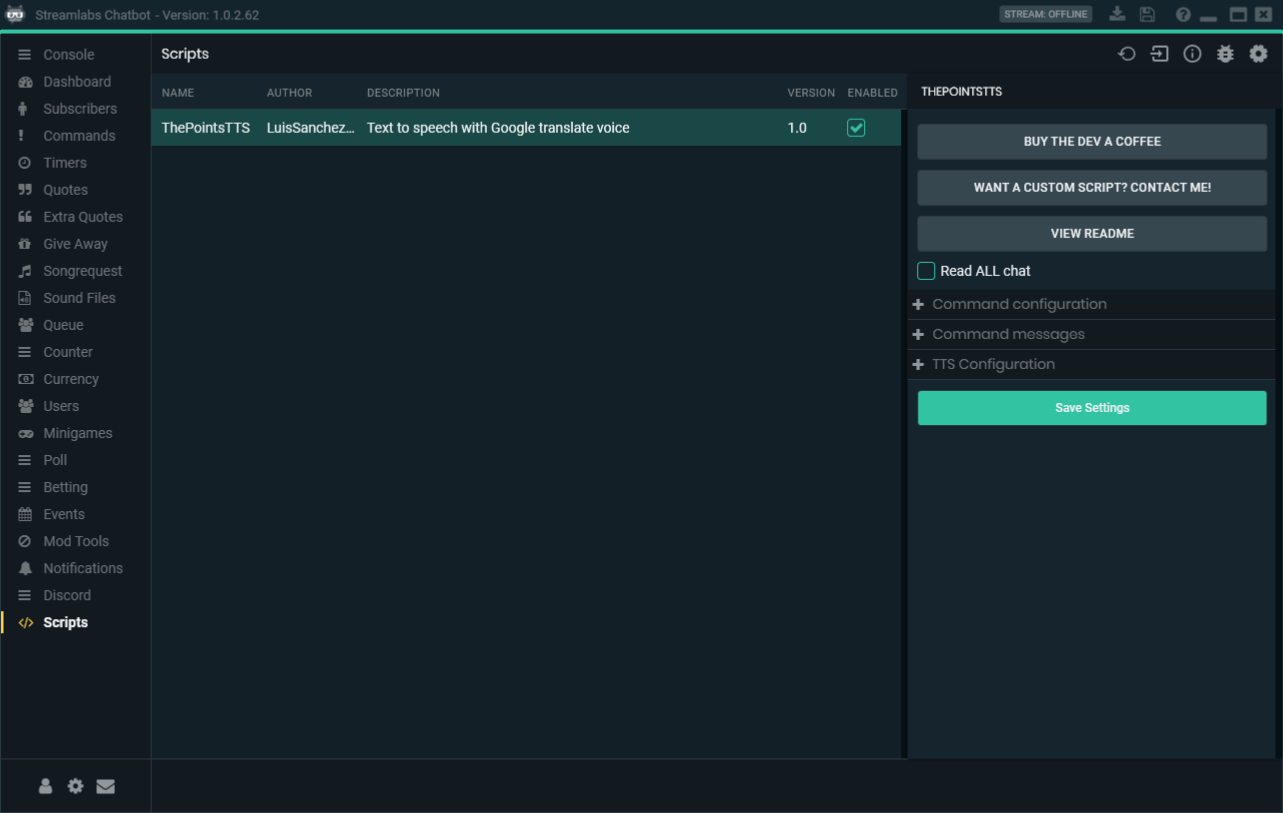 Streamlabs Chatbot - Version: 1.0.2.62
STREAM: OFFLINE
Console
Dashboard
Subscribers
Commands
Timers
Quotes
Extra Quotes
Give Away
Songrequest
Sound Files
Queue
Counter
Currency
Users
Minigames
Poll
Betting
Events
Mod Tools
Notifications
Discord
Scripts
Scripts
NAME AUTHOR DESCRIPTION VERSION ENABLED
ThePointsTTS LuisSanchez... Text to speech with Google translate voice 1.0
THEPOINTSTTS
BUY THE DEV A COFFEE
WANT A CUSTOM SCRIPT? CONTACT ME!
VIEW README
Read ALL chat
Command configuration
Command messages
TTS Configuration
Save Settings